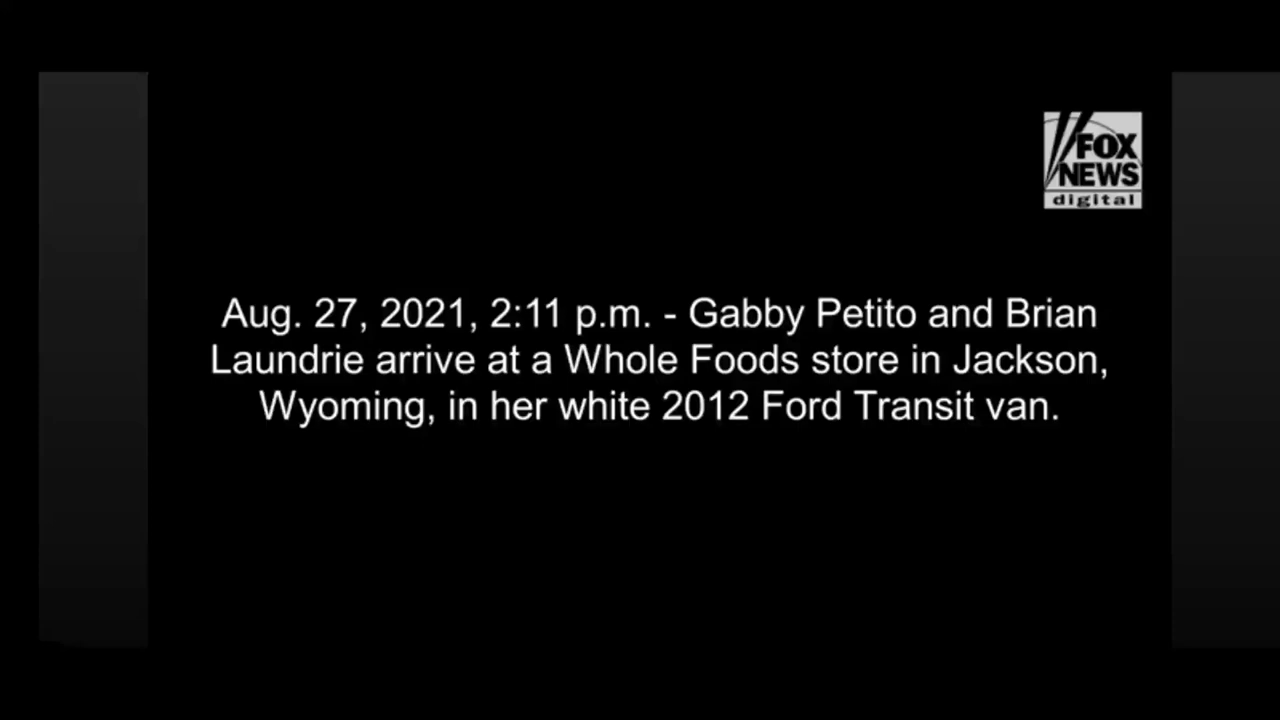 FOX
NEWS
digital
Aug. 27, 2021, 2:11 p.m. - Gabby Petito and Brian
Laundrie arrive at a Whole Foods store in Jackson,
Wyoming, in her white 2012 Ford Transit van.